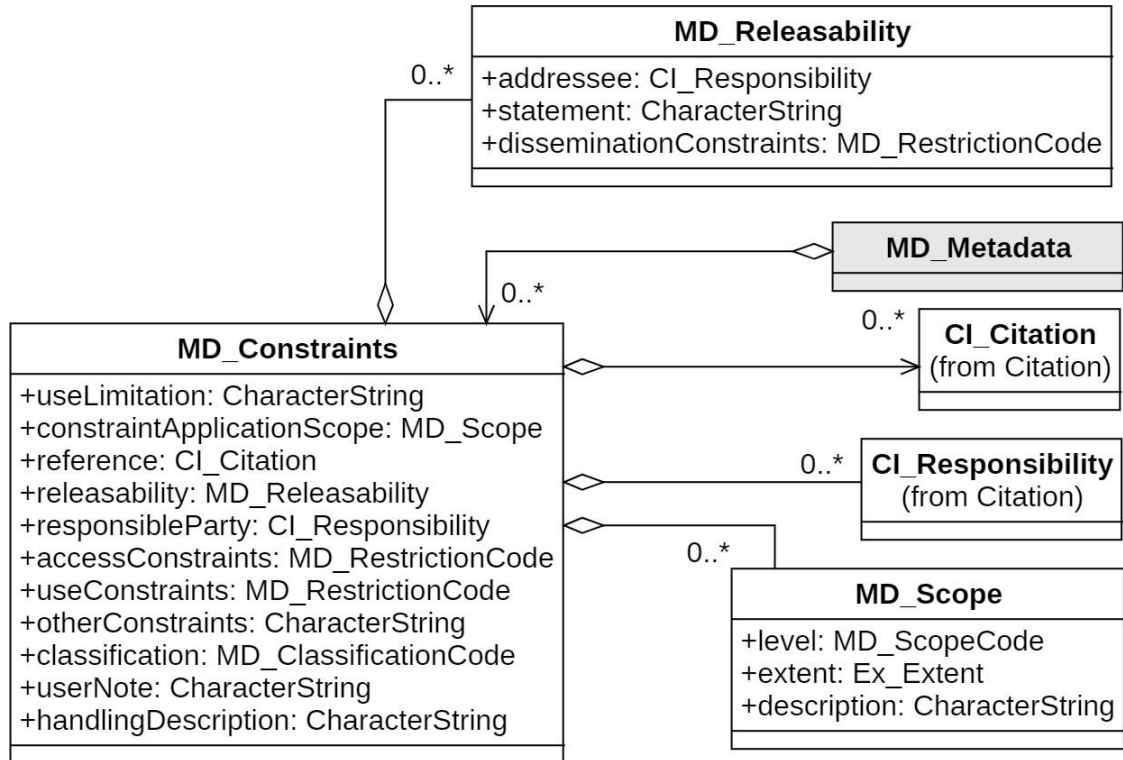 MD_Releasability
0..*
+addressee: CI_Responsibility
+statement: CharacterString
+disseminationConstraints: MD_RestrictionCode
MD_Metadata
0..*
0..*
CI_Citation
(from Citation)
MD_Constraints
+useLimitation: CharacterString
+constraintApplicationScope: MD_Scope
+reference: CI_Citation
+releasability: MD_Releasability
+responsibleParty: CI_Responsibility
+accessConstraints: MD_RestrictionCode
+useConstraints: MD_RestrictionCode
+otherConstraints: CharacterString
+classification: MD_ClassificationCode
+userNote: CharacterString
+handlingDescription: CharacterString
0..*
CI_Responsibility
(from Citation)
0..*
MD_Scope
+level: MD_ScopeCode
+extent: Ex_Extent
+description: CharacterString